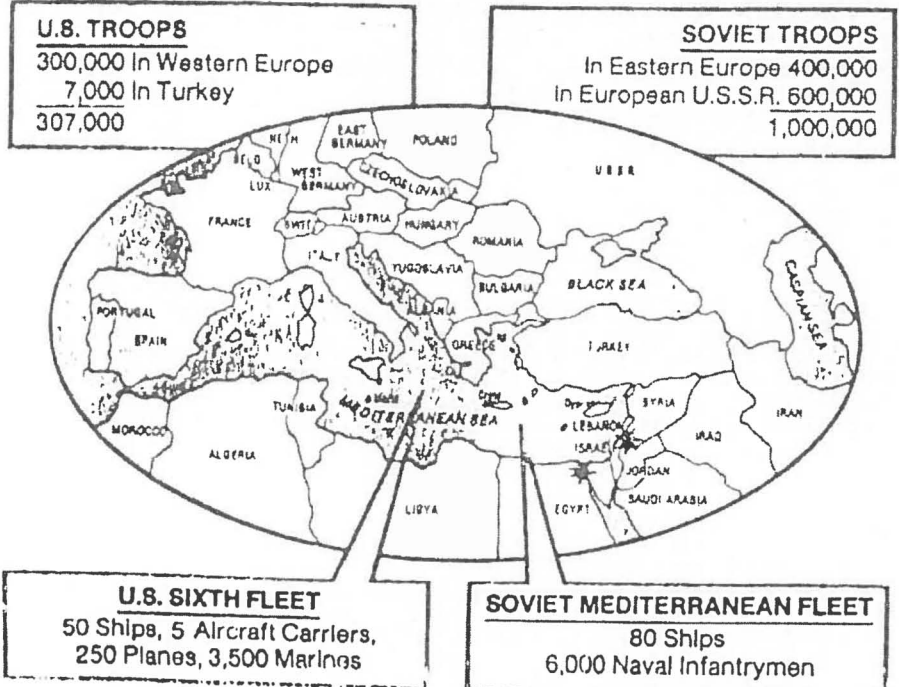 U.S. TROOPS
300,000 In Western Europe
7,000 In Turkey
307,000
SOVIET TROOPS
In Eastern Europe 400,000
In European U.S.S.R. 600,000
1,000,000
NETH
EAST
GERMANY
POLAND
LUX
WEST
GERMANY
CZECHOSLOVAKIA
FRANCE
AUSTRIA
HUNGARY
ROMANIA
ITALY
YUGOSLAVIA
BULGARIA
BLACK SEA
CASPIAN SEA
ALBANIA
PORTUGAL
SPAIN
GREECE
TURKEY
TUNISIA
MEDITERRANEAN SEA
SYRIA
LEBANON
IRAN
MOROCCO
ALGERIA
ISRAEL
IRAQ
JORDAN
LIBYA
EGYPT
SAUDI ARABIA
U.S. SIXTH FLEET
50 Ships, 5 Aircraft Carriers,
250 Planes, 3,500 Marines
SOVIET MEDITERRANEAN FLEET
80 Ships
6,000 Naval Infantrymen